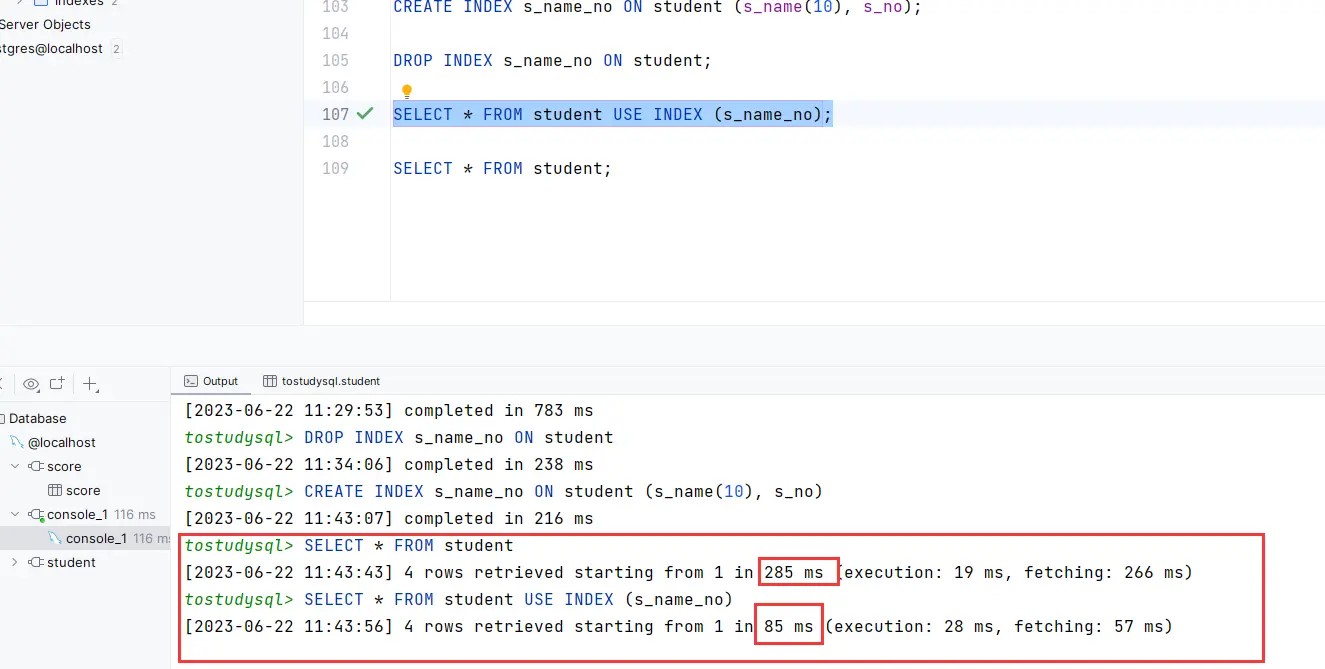 indexes 2
Server Objects
stgres@localhost 2
103 CREATE INDEX s_name_no ON student (s_name(10), s_no);
104
105 DROP INDEX s_name_no ON student;
106
107 SELECT * FROM student USE INDEX (s_name_no);
108
109 SELECT * FROM student;
Database
@localhost
score
score
console_1 116 ms
console_1 116 ms
student
Output tostudysql.student
[2023-06-22 11:29:53] completed in 783 ms
tostudysql> DROP INDEX s_name_no ON student
[2023-06-22 11:34:06] completed in 238 ms
tostudysql> CREATE INDEX s_name_no ON student (s_name(10), s_no)
[2023-06-22 11:43:07] completed in 216 ms
tostudysql> SELECT * FROM student
[2023-06-22 11:43:43] 4 rows retrieved starting from 1 in 285 ms (execution: 19 ms, fetching: 266 ms)
tostudysql> SELECT * FROM student USE INDEX (s_name_no)
[2023-06-22 11:43:56] 4 rows retrieved starting from 1 in 85 ms (execution: 28 ms, fetching: 57 ms)